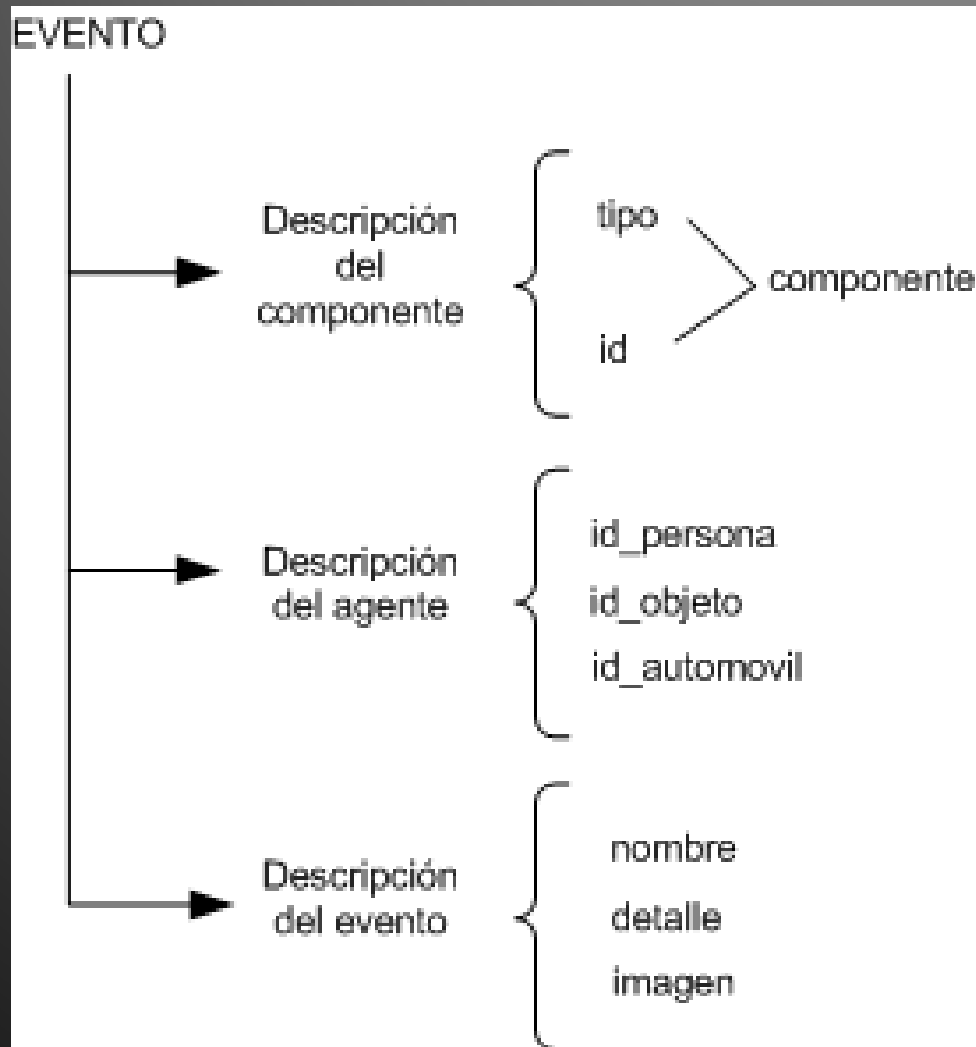 EVENTO
Descripción
del
componente
tipo
id
componente
Descripción
del agente
id_persona
id_objeto
id_automovil
Descripción
del evento
nombre
detalle
imagen